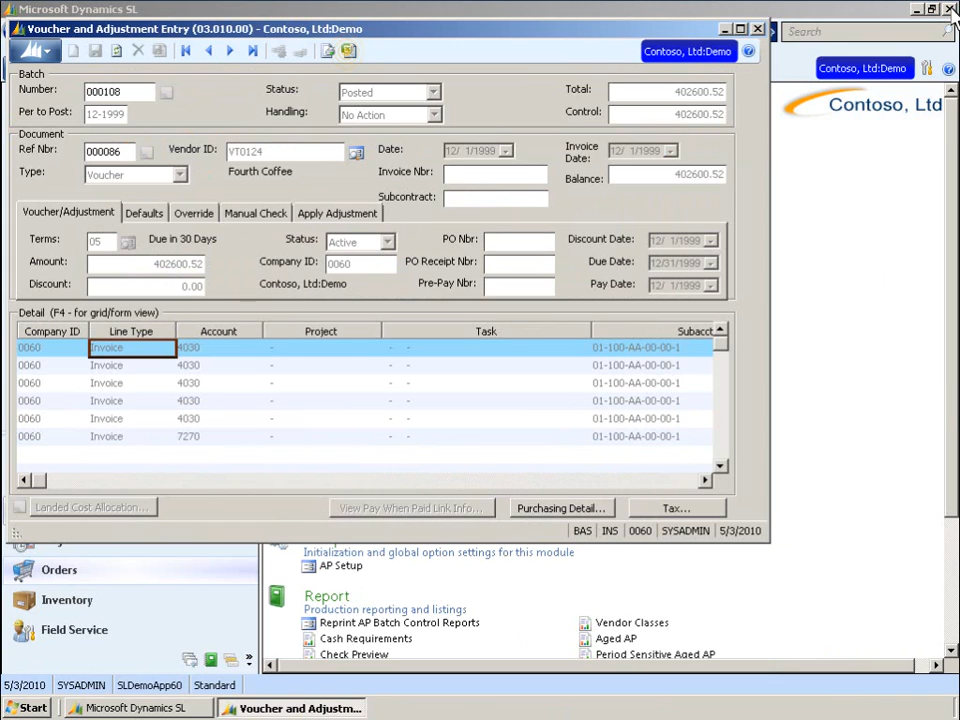 Microsoft Dynamics SL
Voucher and Adjustment Entry (03.010.00) - Contoso, Ltd:Demo
Search
Contoso, Ltd:Demo
Contoso, Ltd:Demo
Contoso, Ltd
Batch
Number: 000108 Status: Posted Total: 402600.52
Per to Post: 12-1999 Handling: No Action Control: 402600.52
Document
Ref Nbr: 000086 Vendor ID: VT0124 Date: 12/ 1/1999 Invoice Date: 12/ 1/1999
Type: Voucher Fourth Coffee Invoice Nbr: Balance: 402600.52
Subcontract:
Voucher/Adjustment Defaults Override Manual Check Apply Adjustment
Terms: 05 Due in 30 Days Status: Active PO Nbr: Discount Date: 12/ 1/1999
Amount: 402600.52 Company ID: 0060 PO Receipt Nbr: Due Date: 12/31/1999
Discount: 0.00 Contoso, Ltd:Demo Pre-Pay Nbr: Pay Date: 12/ 1/1999
Detail (F4 - for grid/form view)
Company ID Line Type Account Project Task Subacct
0060 Invoice 4030 - - - 01-100-AA-00-00-1
0060 Invoice 4030 - - - 01-100-AA-00-00-1
0060 Invoice 4030 - - - 01-100-AA-00-00-1
0060 Invoice 4030 - - - 01-100-AA-00-00-1
0060 Invoice 4030 - - - 01-100-AA-00-00-1
0060 Invoice 7270 - - - 01-100-AA-00-00-1
Landed Cost Allocation... View Pay When Paid Link Info... Purchasing Detail... Tax...
BAS INS 0060 SYSADMIN 5/3/2010
Orders
Inventory
Field Service
Initialization and global option settings for this module
AP Setup
Report
Production reporting and listings
Reprint AP Batch Control Reports Vendor Classes
Cash Requirements Aged AP
Check Preview Period Sensitive Aged AP
5/3/2010 SYSADMIN SLDemoApp60 Standard
Start Microsoft Dynamics SL Voucher and Adjustm...